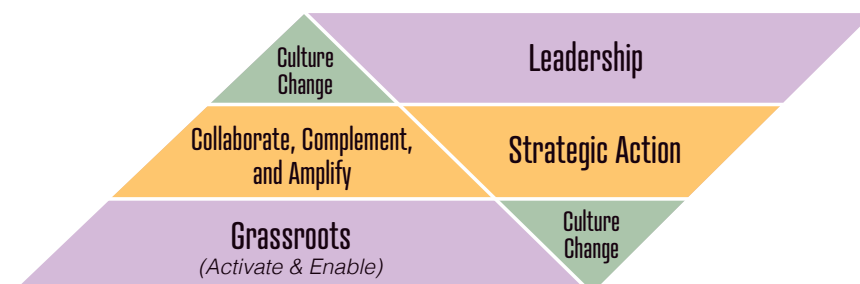 Culture
Change
Leadership
Collaborate, Complement,
and Amplify
Strategic Action
Grassroots
(Activate & Enable)
Culture
Change